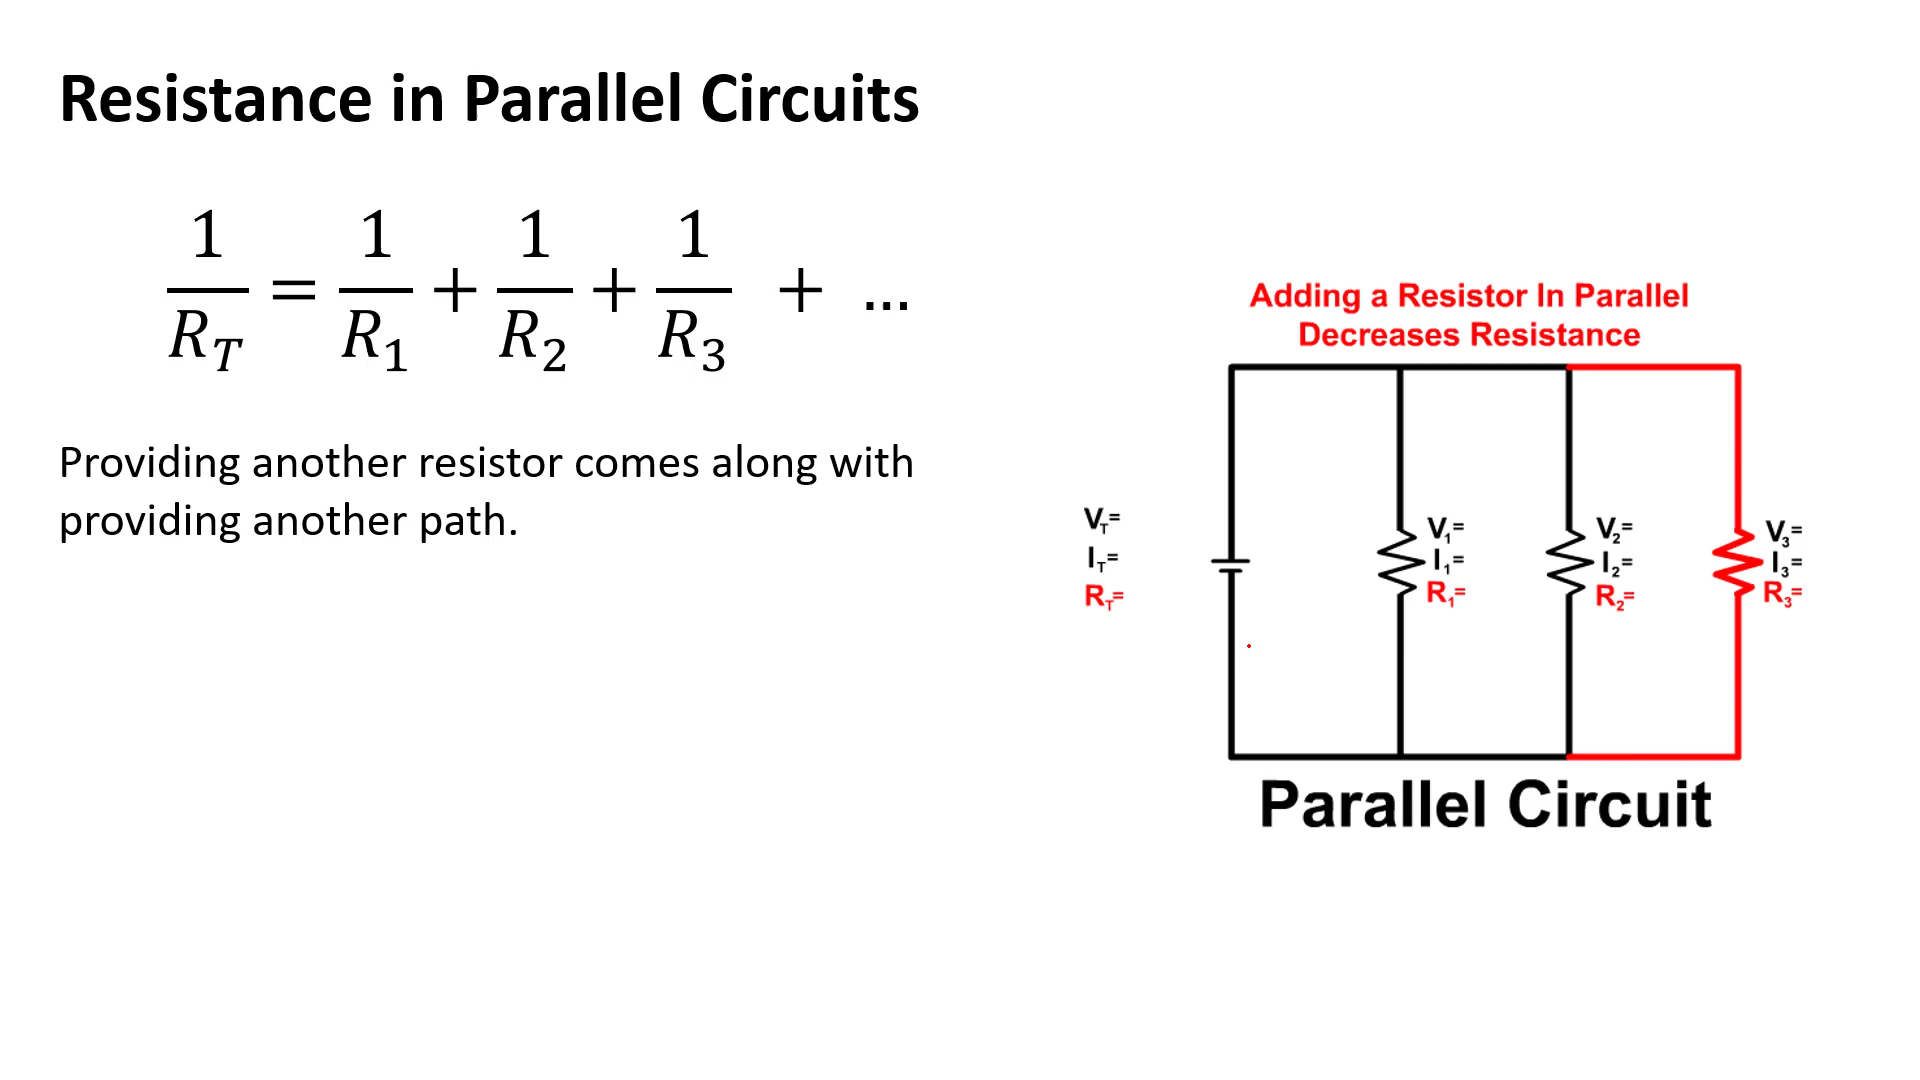 Resistance in Parallel Circuits
1/R_T = 1/R_1 + 1/R_2 + 1/R_3 + ...
Providing another resistor comes along with
providing another path.
Adding a Resistor In Parallel
Decreases Resistance
V_T=
I_T=
R_T=
V_1=
I_1=
R_1=
V_2=
I_2=
R_2=
V_3=
I_3=
R_3=
Parallel Circuit